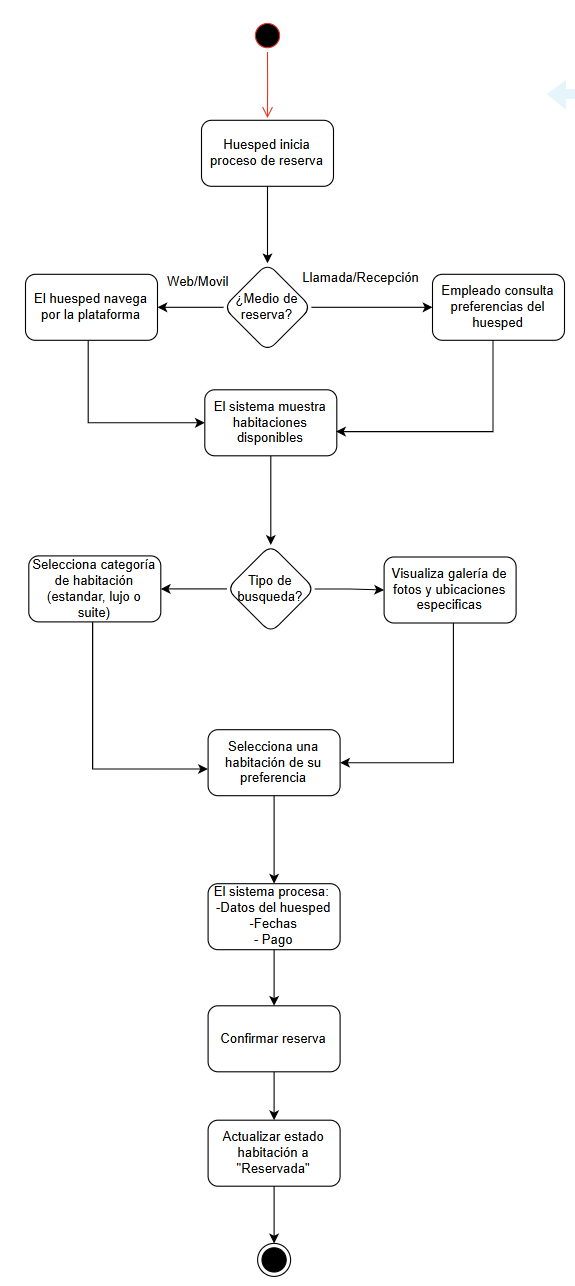 Huesped inicia
proceso de reserva
Web/Movil
¿Medio de
reserva?
Llamada/Recepción
El huesped navega
por la plataforma
Empleado consulta
preferencias del
huesped
El sistema muestra
habitaciones
disponibles
Selecciona categoría
de habitación
(estandar, lujo o
suite)
Tipo de
busqueda?
Visualiza galería de
fotos y ubicaciones
especificas
Selecciona una
habitación de su
preferencia
El sistema procesa:
-Datos del huesped
-Fechas
- Pago
Confirmar reserva
Actualizar estado
habitación a
"Reservada"